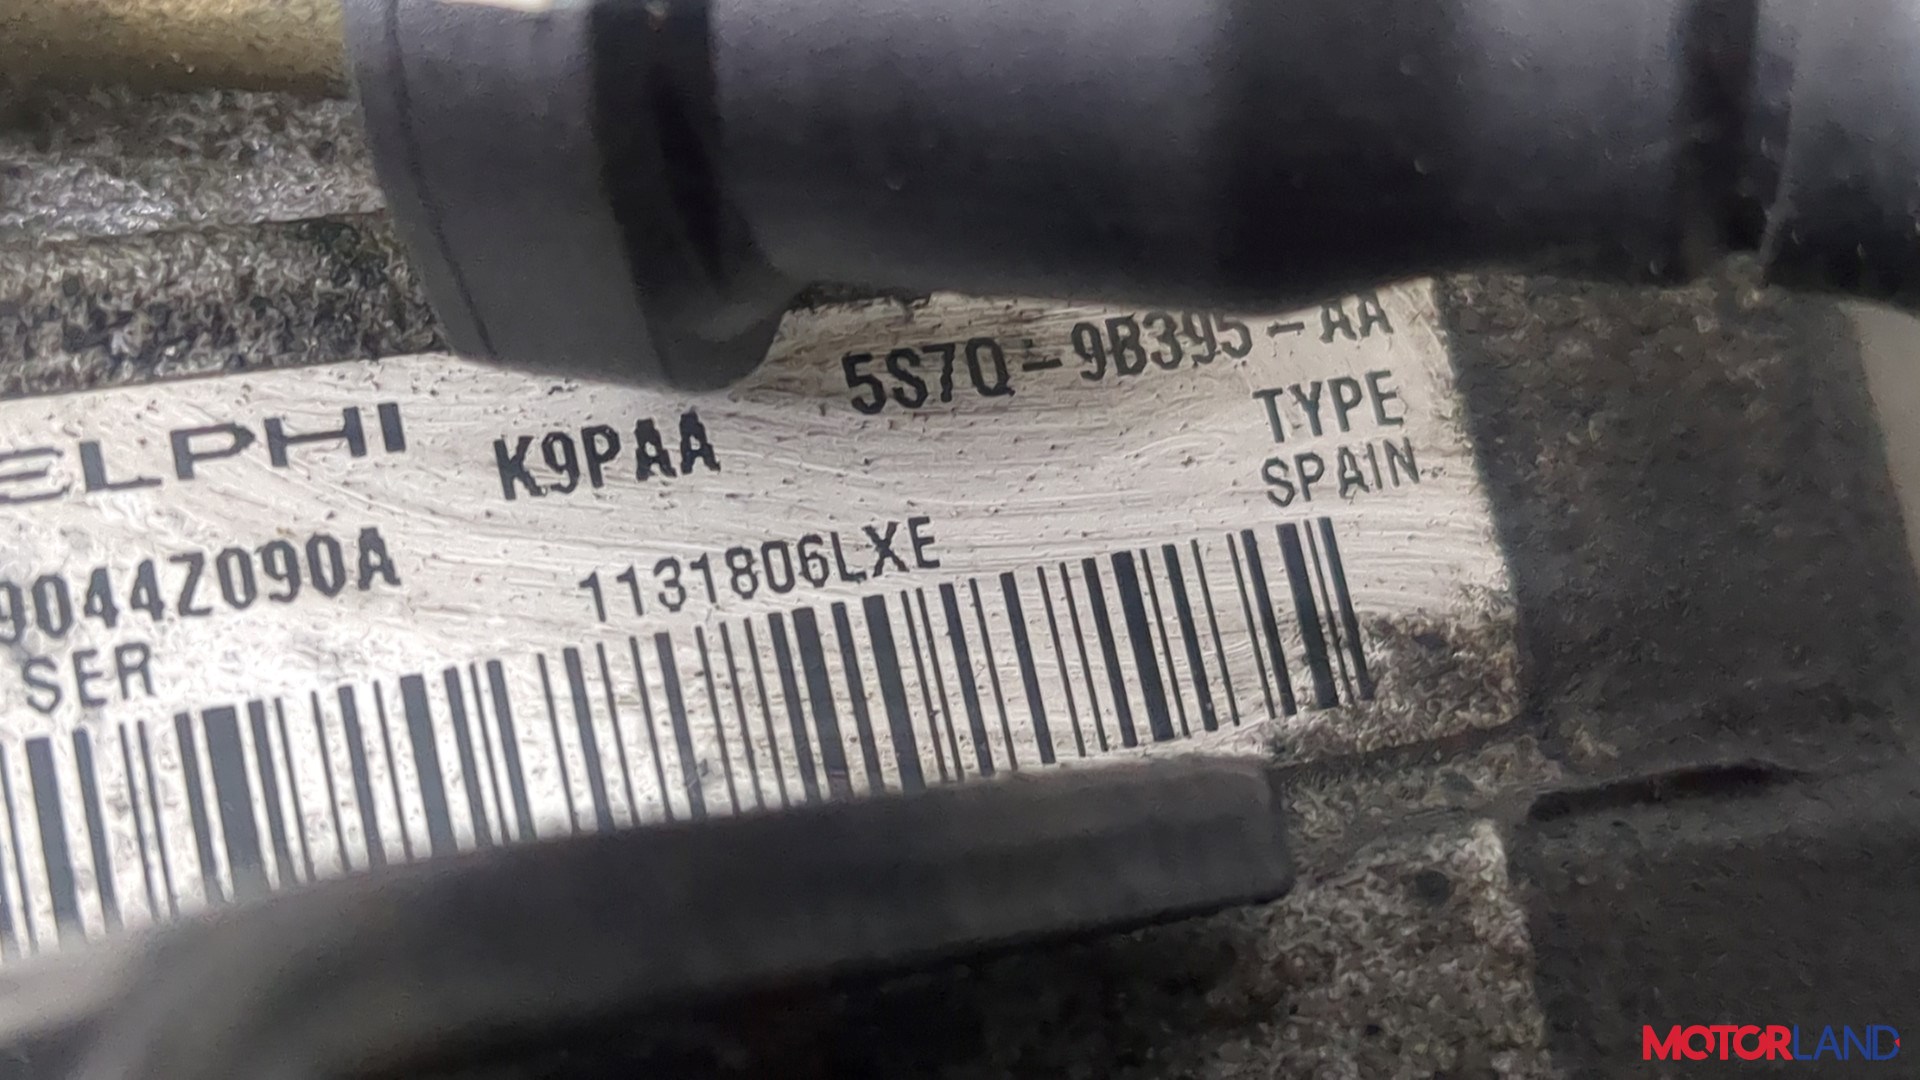 5S7Q-9B395-AA
ELPHI K9PAA TYPE
SPAIN
9044Z090A 1131806LXE
SER
MOTORLAND